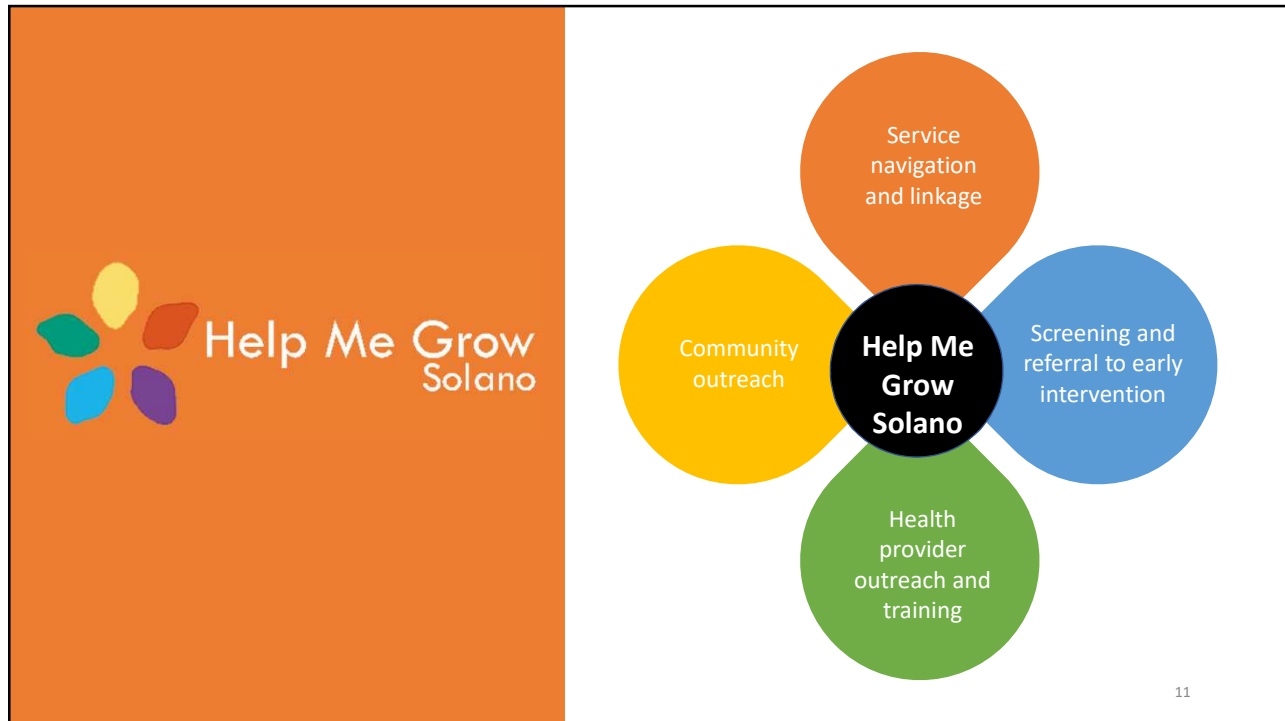 Help Me Grow
Solano
Service
navigation
and linkage
Community
outreach
Help Me
Grow
Solano
Screening and
referral to early
intervention
Health
provider
outreach and
training
11